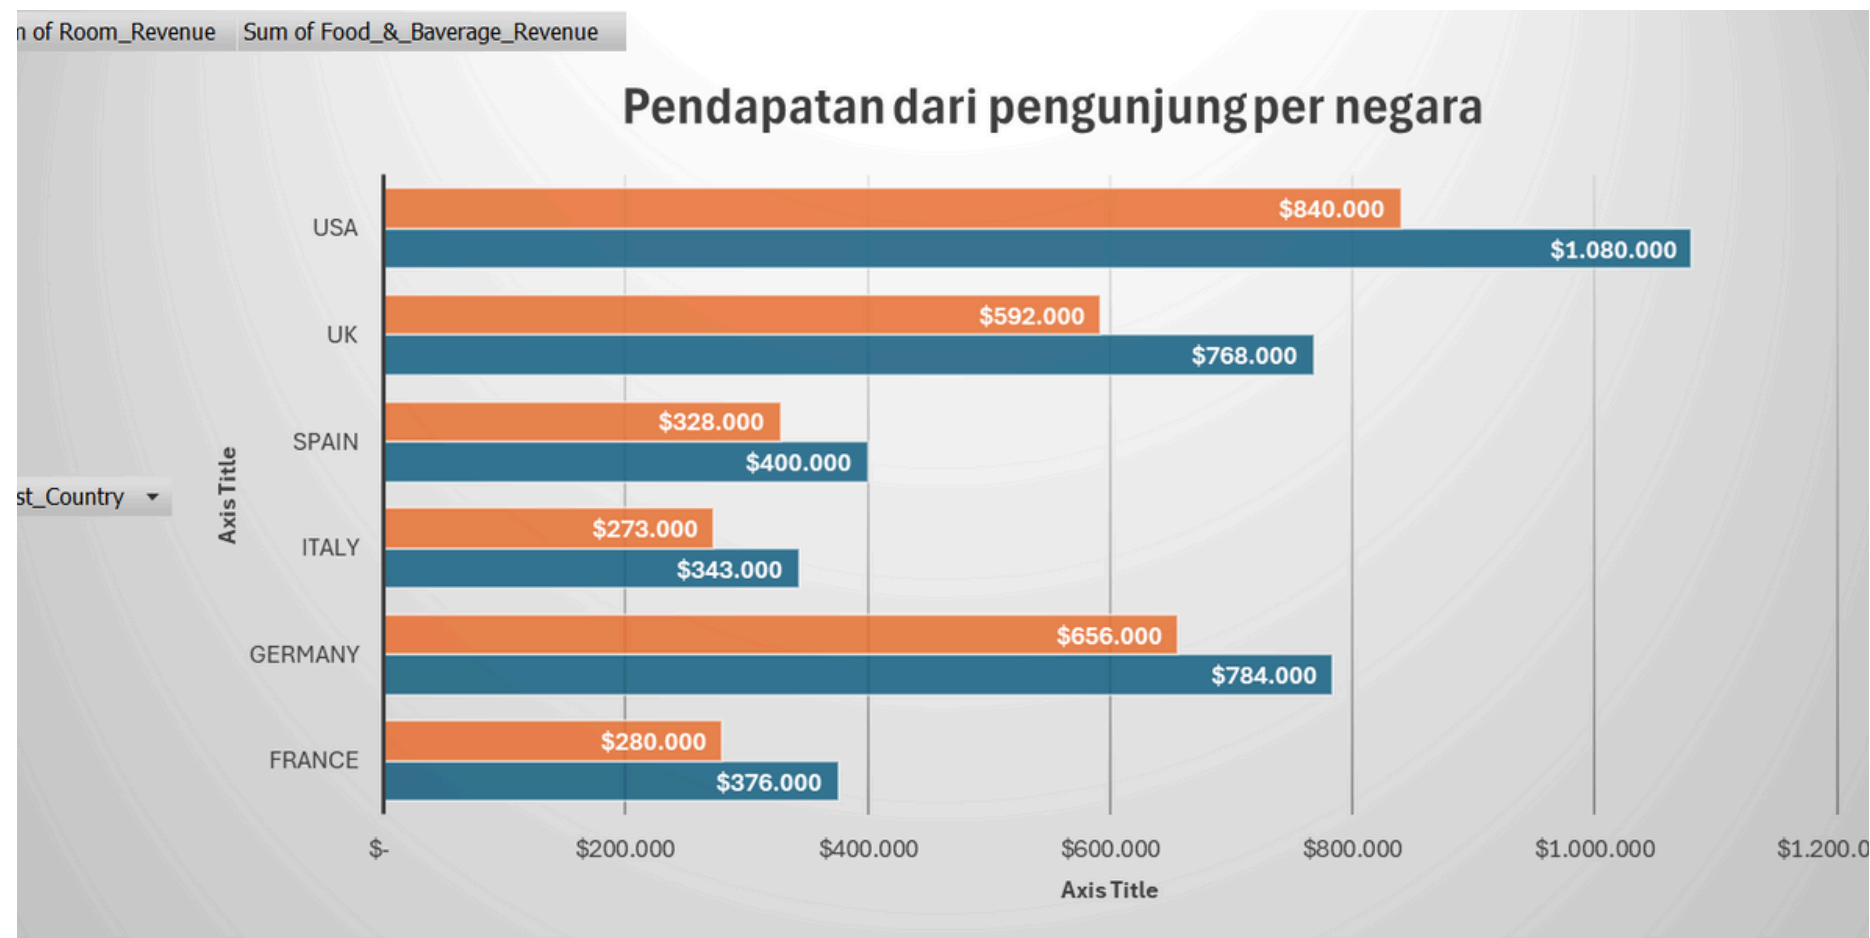 n of Room_Revenue Sum of Food_&_Baverage_Revenue
Pendapatan dari pengunjung per negara
USA
$840.000
$1.080.000
UK
$592.000
$768.000
SPAIN
$328.000
$400.000
st_Country
Axis Title
ITALY
$273.000
$343.000
GERMANY
$656.000
$784.000
FRANCE
$280.000
$376.000
$- $200.000 $400.000 $600.000 $800.000 $1.000.000 $1.200.0
Axis Title